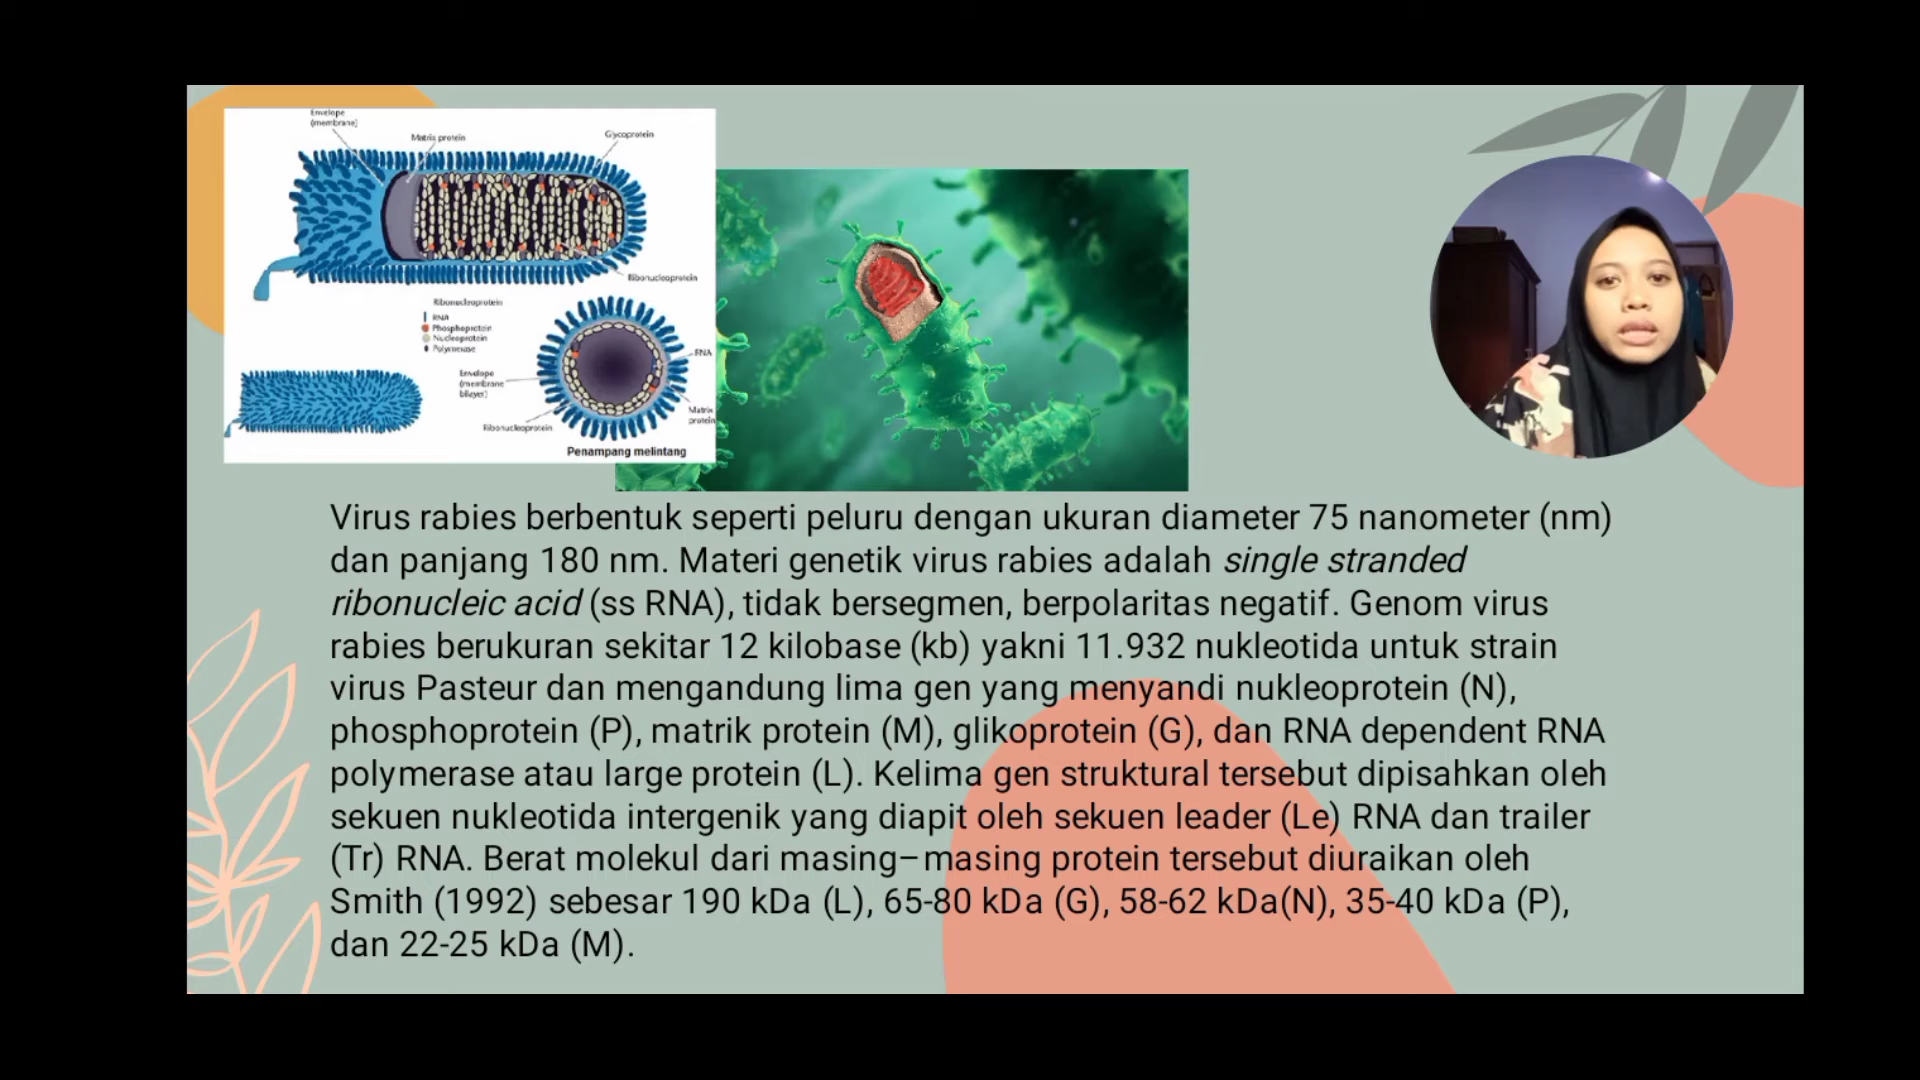 Envelope
(membrane)
Matrix protein
Glycoprotein
Ribonucleoprotein
Ribonucleoprotein
RNA
Phosphoprotein
Nucleoprotein
Polymerase
RNA
Envelope
(membrane
bilayer)
Matrix
protein
Ribonucleoprotein
Penampang melintang
Virus rabies berbentuk seperti peluru dengan ukuran diameter 75 nanometer (nm)
dan panjang 180 nm. Materi genetik virus rabies adalah single stranded
ribonucleic acid (ss RNA), tidak bersegmen, berpolaritas negatif. Genom virus
rabies berukuran sekitar 12 kilobase (kb) yakni 11.932 nukleotida untuk strain
virus Pasteur dan mengandung lima gen yang menyandi nukleoprotein (N),
phosphoprotein (P), matrik protein (M), glikoprotein (G), dan RNA dependent RNA
polymerase atau large protein (L). Kelima gen struktural tersebut dipisahkan oleh
sekuen nukleotida intergenik yang diapit oleh sekuen leader (Le) RNA dan trailer
(Tr) RNA. Berat molekul dari masing–masing protein tersebut diuraikan oleh
Smith (1992) sebesar 190 kDa (L), 65-80 kDa (G), 58-62 kDa(N), 35-40 kDa (P),
dan 22-25 kDa (M).